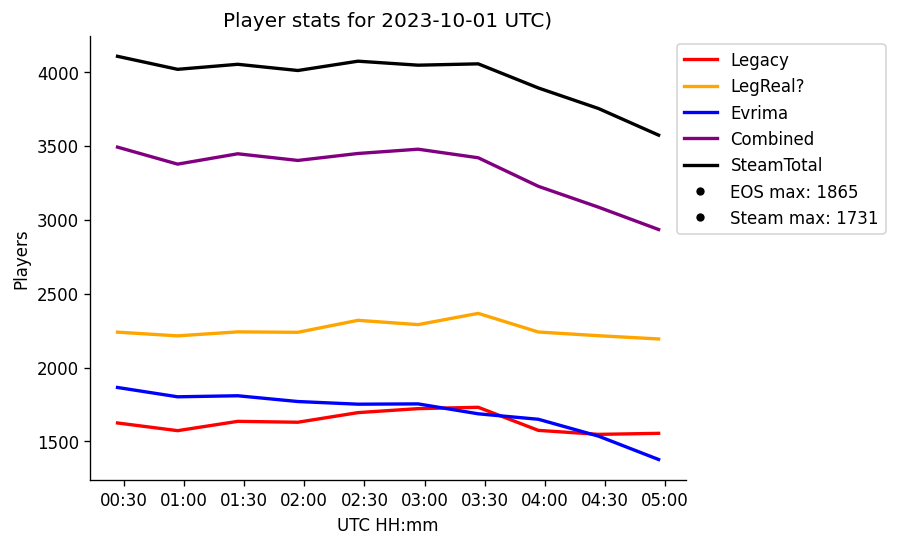 Player stats for 2023-10-01 UTC)
Legacy
LegReal?
Evrima
Combined
SteamTotal
EOS max: 1865
Steam max: 1731
Players
4000
3500
3000
2500
2000
1500
00:30 01:00 01:30 02:00 02:30 03:00 03:30 04:00 04:30 05:00
UTC HH:mm